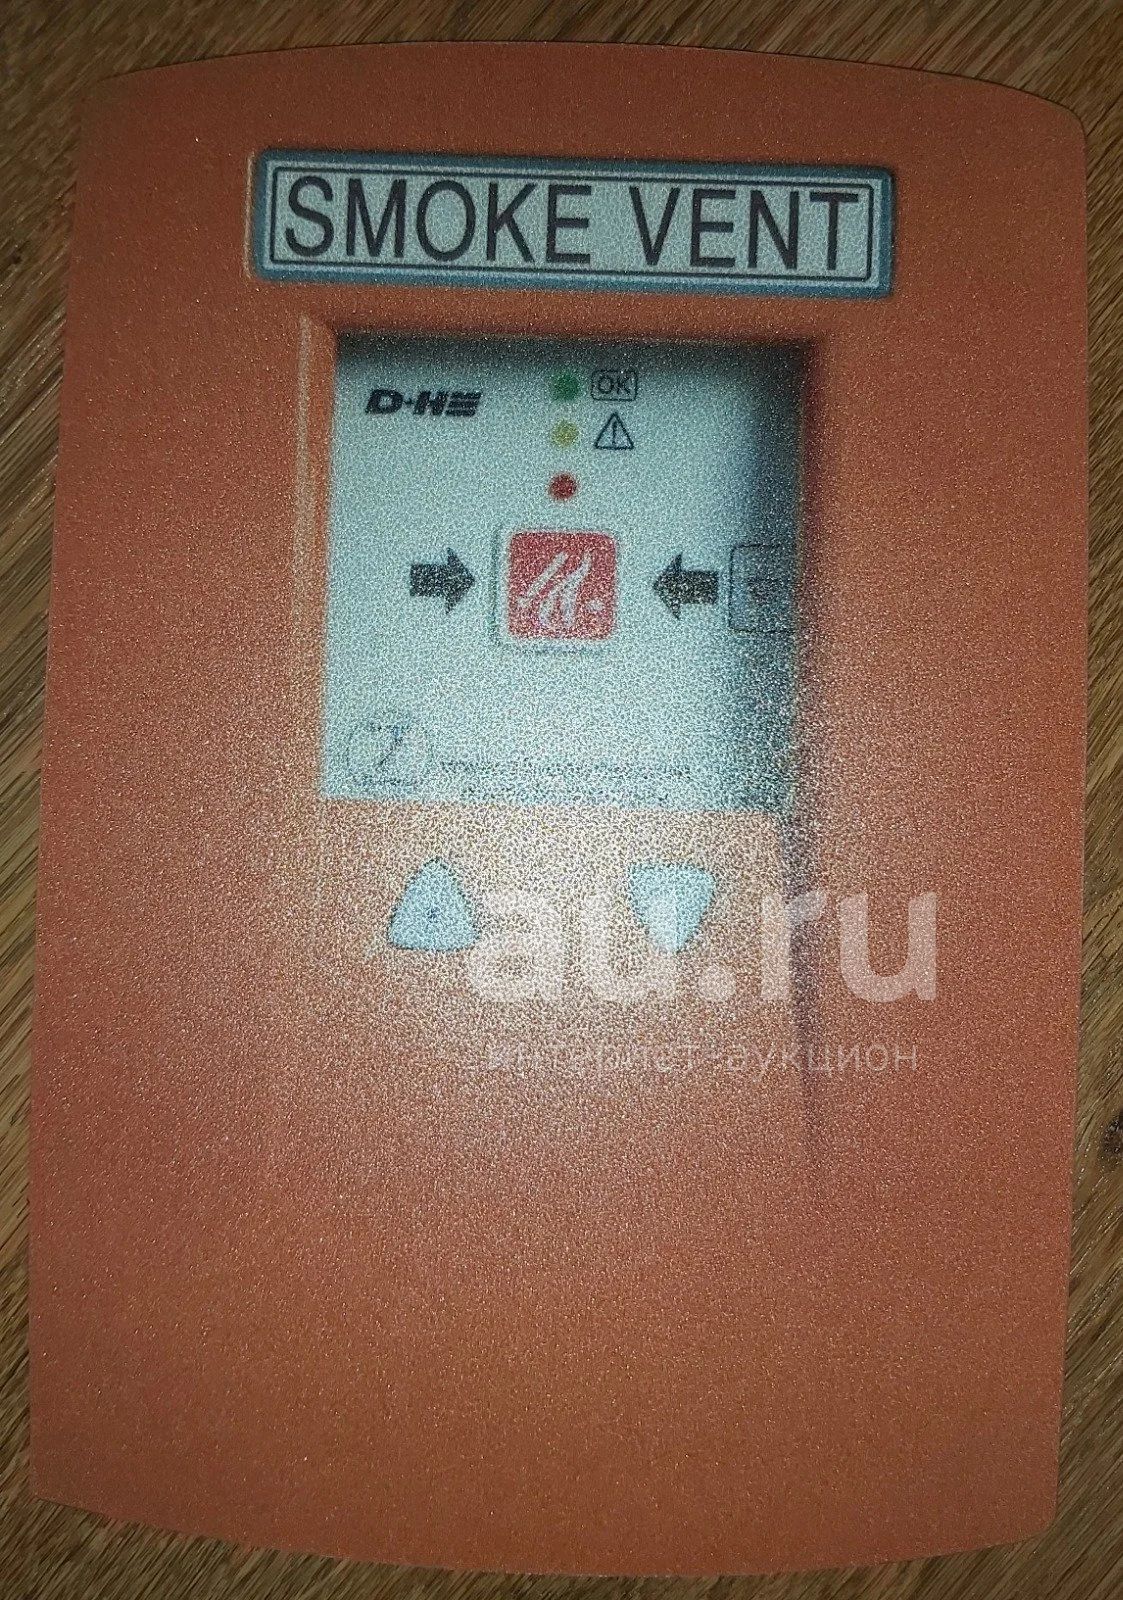 SMOKE VENT
D+H
OK
au.ru
интернет-аукцион